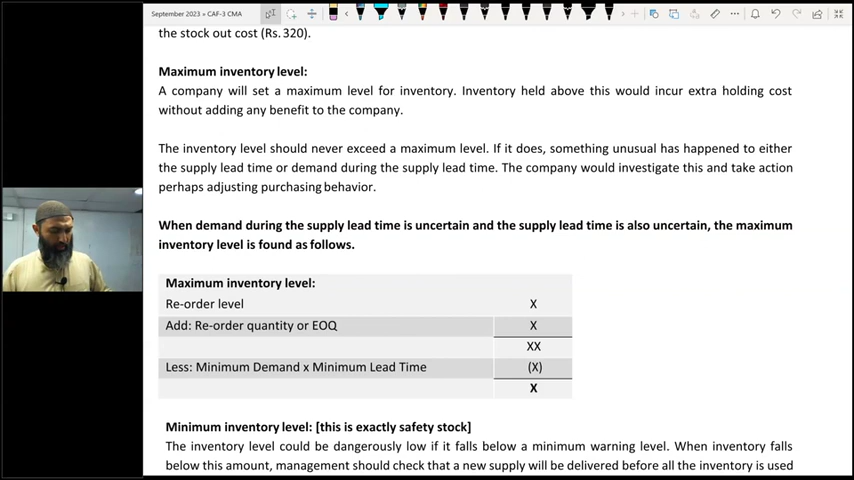 September 2023 » CAF-3 CMA
the stock out cost (Rs. 320).
Maximum inventory level:
A company will set a maximum level for inventory. Inventory held above this would incur extra holding cost
without adding any benefit to the company.
The inventory level should never exceed a maximum level. If it does, something unusual has happened to either
the supply lead time or demand during the supply lead time. The company would investigate this and take action
perhaps adjusting purchasing behavior.
When demand during the supply lead time is uncertain and the supply lead time is also uncertain, the maximum
inventory level is found as follows.
Maximum inventory level:
Re-order level X
Add: Re-order quantity or EOQ X
XX
Less: Minimum Demand x Minimum Lead Time (X)
X
Minimum inventory level: [this is exactly safety stock]
The inventory level could be dangerously low if it falls below a minimum warning level. When inventory falls
below this amount, management should check that a new supply will be delivered before all the inventory is used